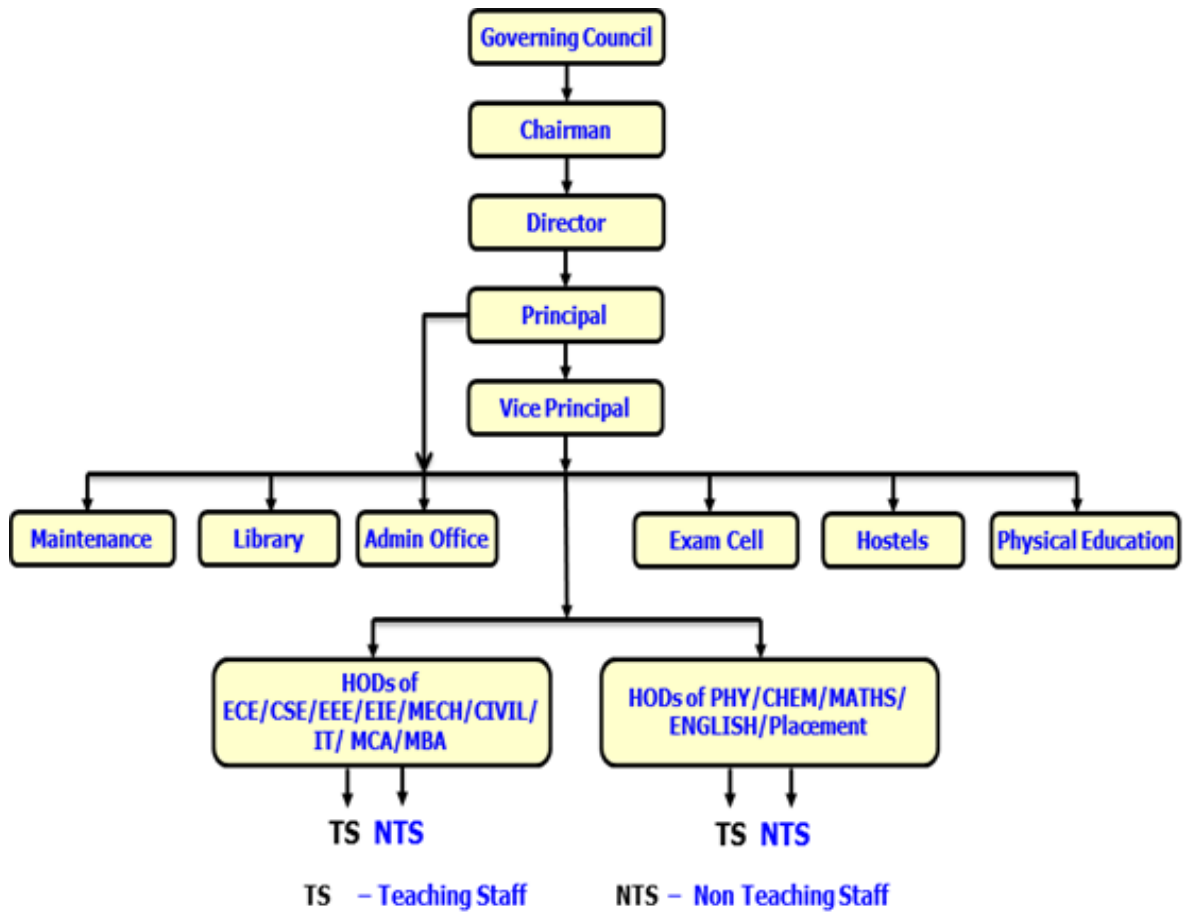 Governing Council
Chairman
Director
Principal
Vice Principal
Maintenance
Library
Admin Office
Exam Cell
Hostels
Physical Education
HODs of
ECE/CSE/EEE/EIE/MECH/CIVIL/
IT/ MCA/MBA
HODs of PHY/CHEM/MATHS/
ENGLISH/Placement
TS NTS
TS NTS
TS – Teaching Staff
NTS – Non Teaching Staff